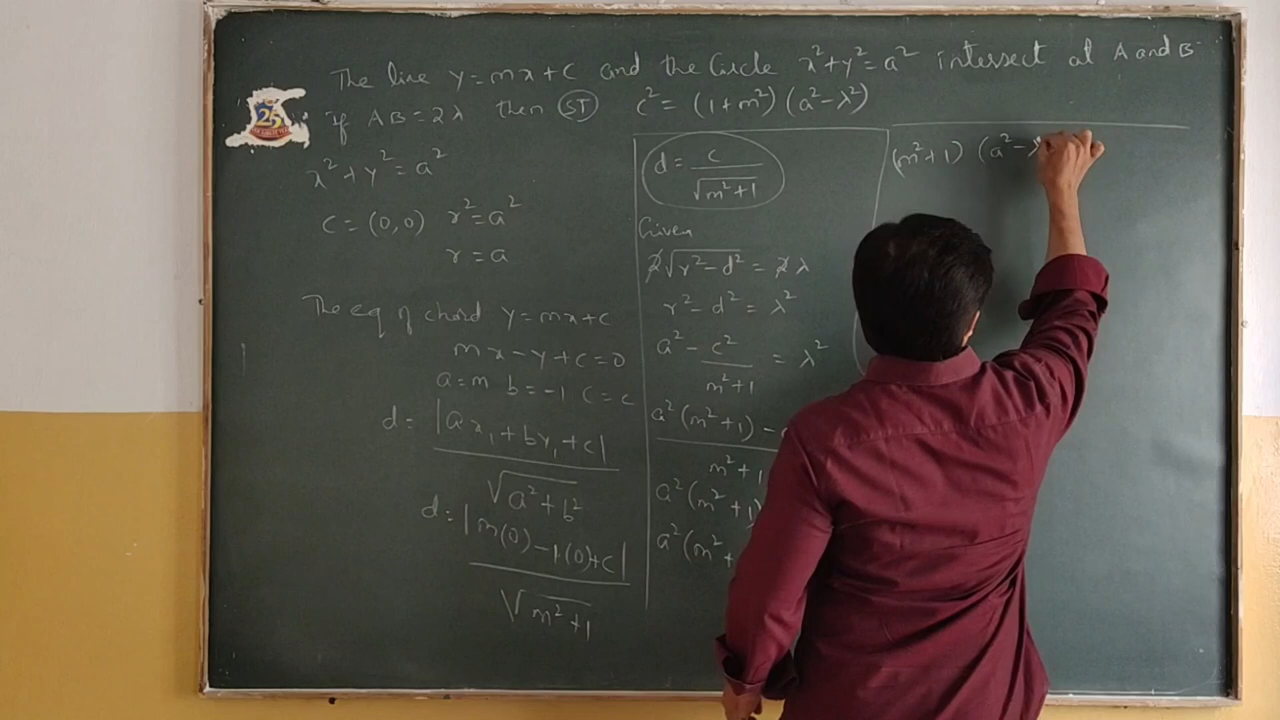 The line y = mx + c and the Circle x² + y² = a² intersect at A and B
If AB = 2λ then ST c² = (1+m²) (a² - λ²)
25
x² + y² = a²
C = (0,0) r² = a²
r = a
The eq of chord y = mx + c
mx - y + c = 0
a = m b = -1 c = c
d = |ax₁ + by₁ + c|
√a² + b²
d = |m(0) - 1(0) + c|
√m² + 1
d = c
√m² + 1
Given
2√r² - d² = 2λ
r² - d² = λ²
a² - c² = λ²
m² + 1
a² (m² + 1) -
m² + 1
a² (m² + 1)
a² (m² +
(m² + 1) (a² - λ